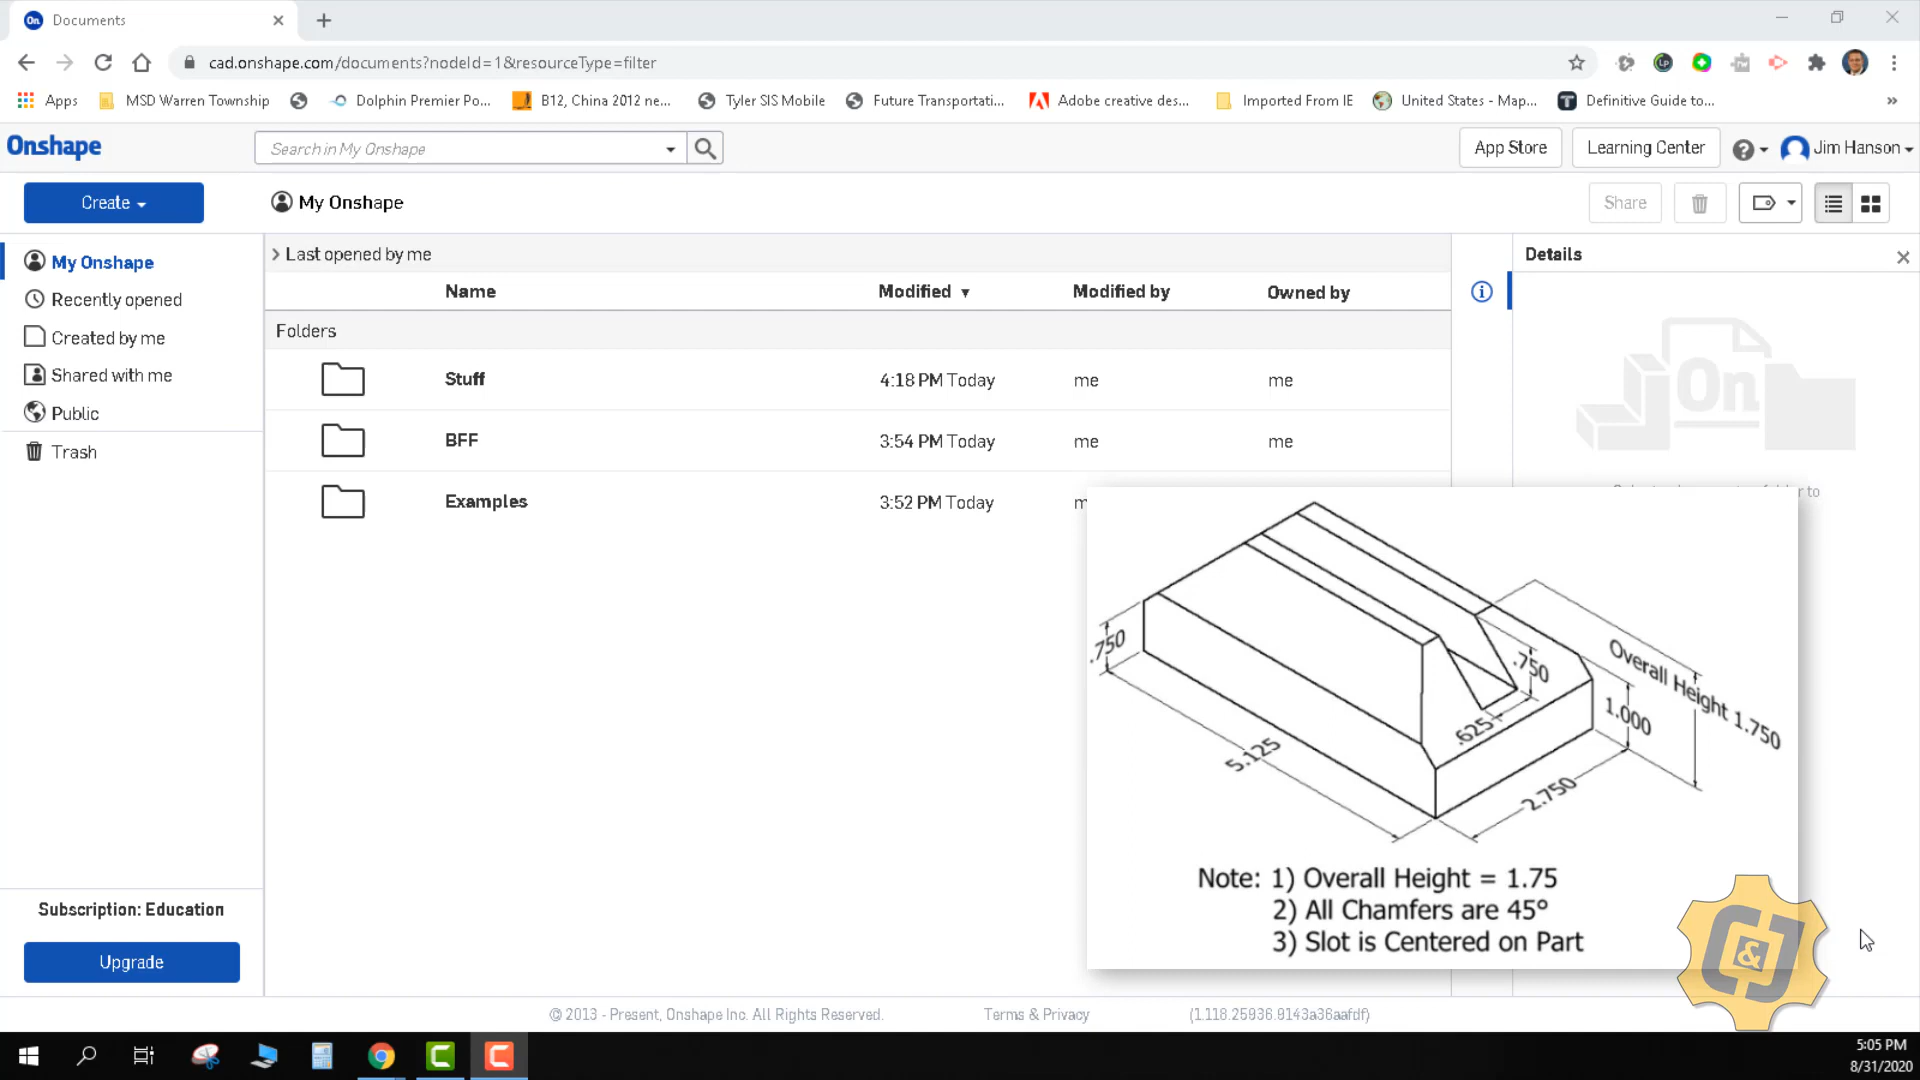 On Documents
cad.onshape.com/documents?nodeId=1&resourceType=filter
Apps MSD Warren Township Dolphin Premier Po... B12, China 2012 ne... Tyler SIS Mobile Future Transportati... Adobe creative des... Imported From IE United States - Map... Definitive Guide to...
Onshape Search in My Onshape App Store Learning Center Jim Hanson
Create My Onshape Share
My Onshape
Recently opened
Created by me
Shared with me
Public
Trash
Last opened by me
Name Modified Modified by Owned by
Folders
Stuff 4:18 PM Today me me
BFF 3:54 PM Today me me
Examples 3:52 PM Today
Details
On
.750
5.125
.625
.750
2.750
1.000
Overall Height 1.750
Note: 1) Overall Height = 1.75
2) All Chamfers are 45°
3) Slot is Centered on Part
&
Subscription: Education
Upgrade
© 2013 - Present, Onshape Inc. All Rights Reserved. Terms & Privacy (1.118.25936.9143a36aafdf)
5:05 PM
8/31/2020